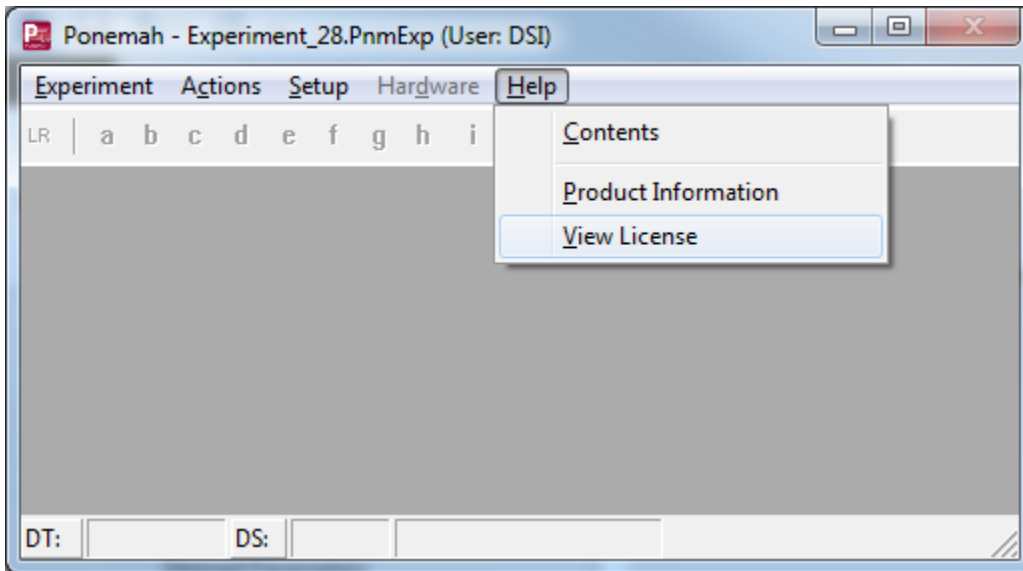 Ponemah - Experiment_28.PnmExp (User: DSI)
Experiment Actions Setup Hardware Help
LR a b c d e f g h i
Contents
Product Information
View License
DT: DS: